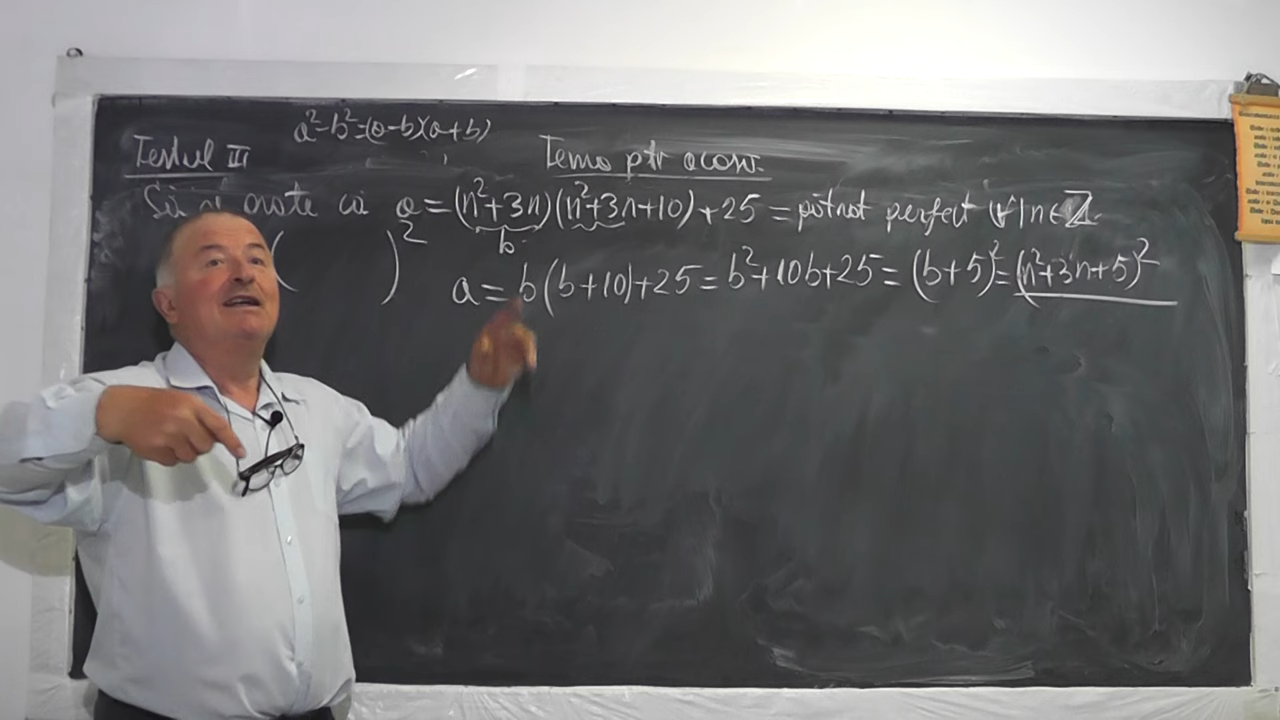 a²-b²=(a-b)(a+b)
Testul III
Tema ptr acasă.
Să se arate că a=(n²+3n)(n²+3n+10)+25=pătrat perfect (∀)n∈ℤ.
b
( )²
a=b(b+10)+25=b²+10b+25=(b+5)²=(n²+3n+5)²